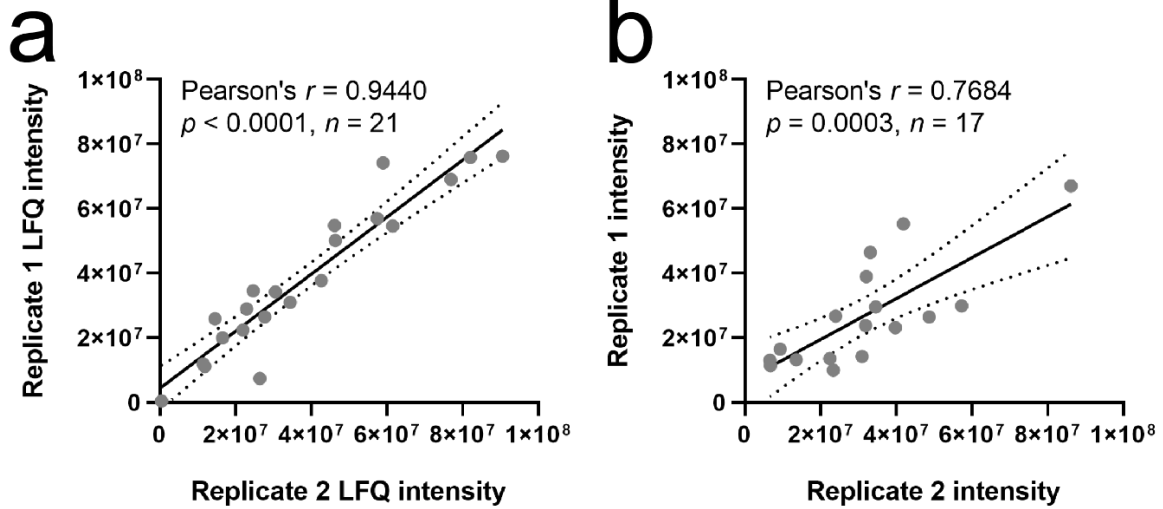 a
Pearson's r = 0.9440
p < 0.0001, n = 21
Replicate 1 LFQ intensity
1×10⁸
8×10⁷
6×10⁷
4×10⁷
2×10⁷
0
0 2×10⁷ 4×10⁷ 6×10⁷ 8×10⁷ 1×10⁸
Replicate 2 LFQ intensity
b
Pearson's r = 0.7684
p = 0.0003, n = 17
Replicate 1 intensity
1×10⁸
8×10⁷
6×10⁷
4×10⁷
2×10⁷
0
0 2×10⁷ 4×10⁷ 6×10⁷ 8×10⁷ 1×10⁸
Replicate 2 intensity